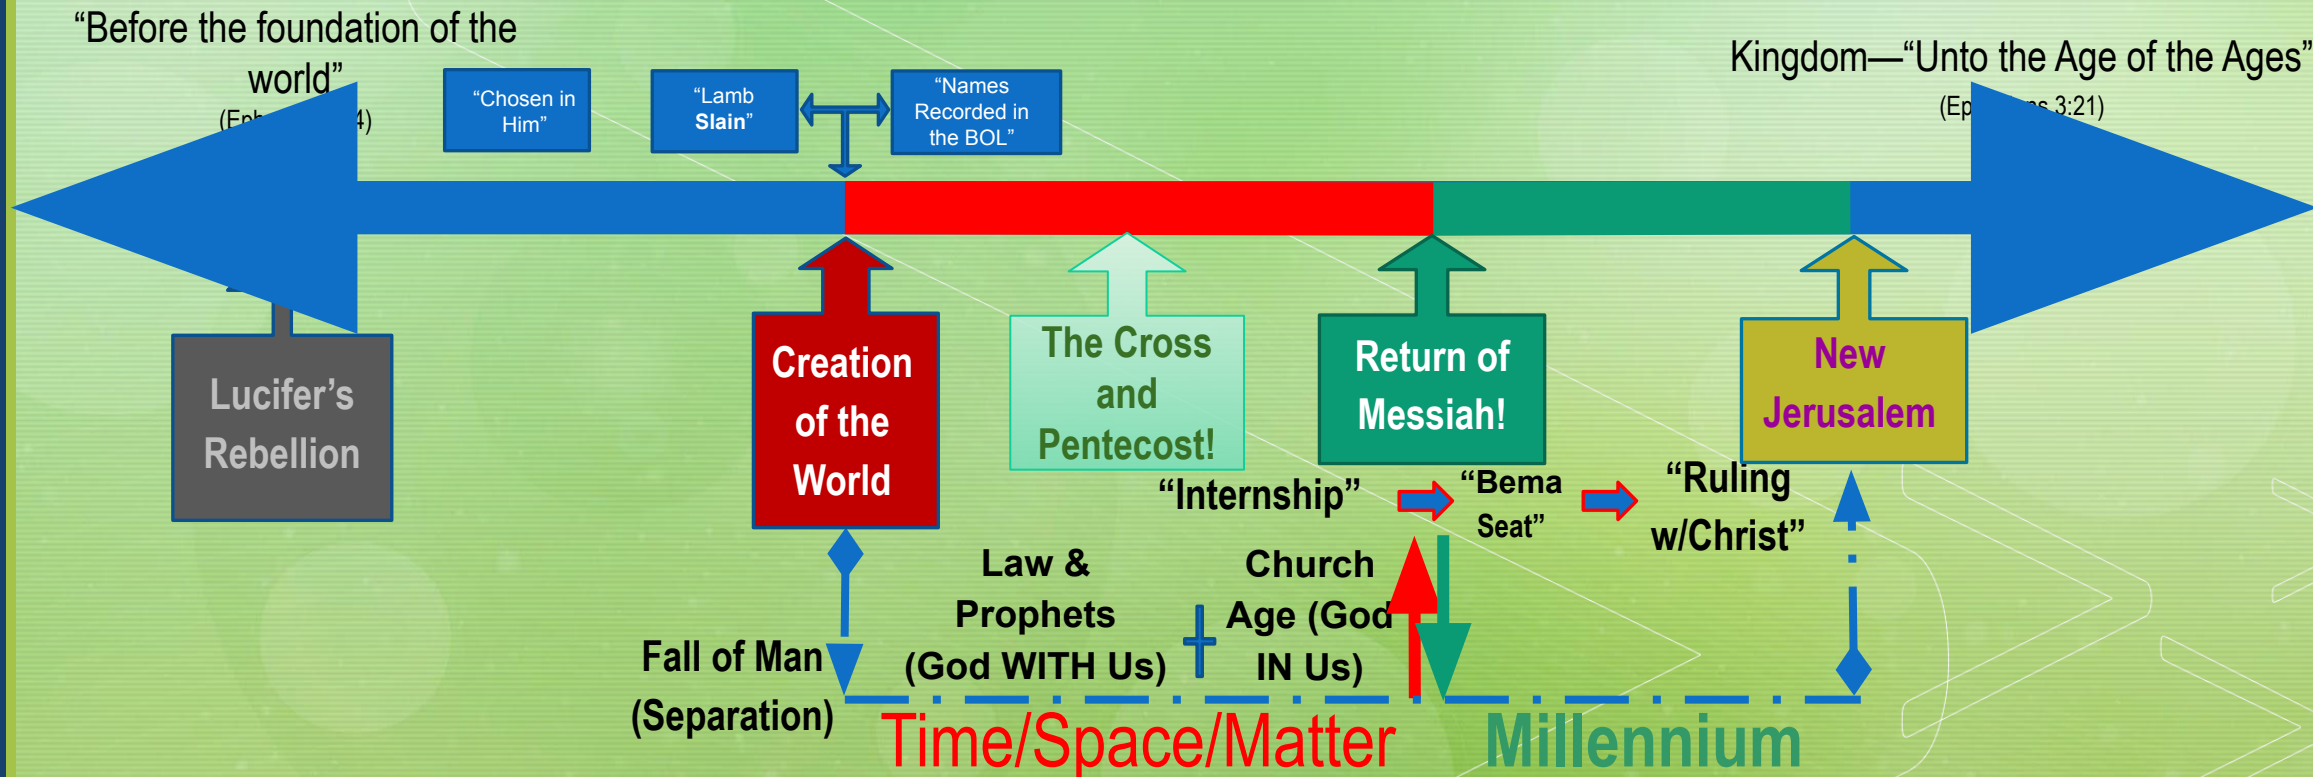 “Before the foundation of the
world”
4)
“Chosen in
Him”
“Lamb
Slain”
“Names
Recorded in
the BOL”
Kingdom—“Unto the Age of the Ages”
3:21)
Lucifer’s
Rebellion
Creation
of the
World
The Cross
and
Pentecost!
Return of
Messiah!
New
Jerusalem
“Internship”
“Bema
Seat”
“Ruling
w/Christ”
Fall of Man
(Separation)
Law &
Prophets
(God WITH Us)
Church
Age (God
IN Us)
Time/Space/Matter
Millennium